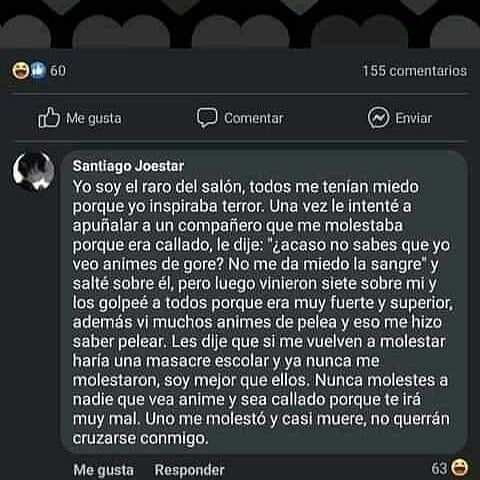 60
155 comentarios
Me gusta
Comentar
Enviar
Santiago Joestar
Yo soy el raro del salón, todos me tenían miedo
porque yo inspiraba terror. Una vez le intenté a
apuñalar a un compañero que me molestaba
porque era callado, le dije: "¿acaso no sabes que yo
veo animes de gore? No me da miedo la sangre" y
salté sobre él, pero luego vinieron siete sobre mi y
los golpeé a todos porque era muy fuerte y superior,
además vi muchos animes de pelea y eso me hizo
saber pelear. Les dije que si me vuelven a molestar
haría una masacre escolar y ya nunca me
molestaron, soy mejor que ellos. Nunca molestes a
nadie que vea anime y sea callado porque te irá
muy mal. Uno me molestó y casi muere, no querrán
cruzarse conmigo.
Me gusta
Responder
63